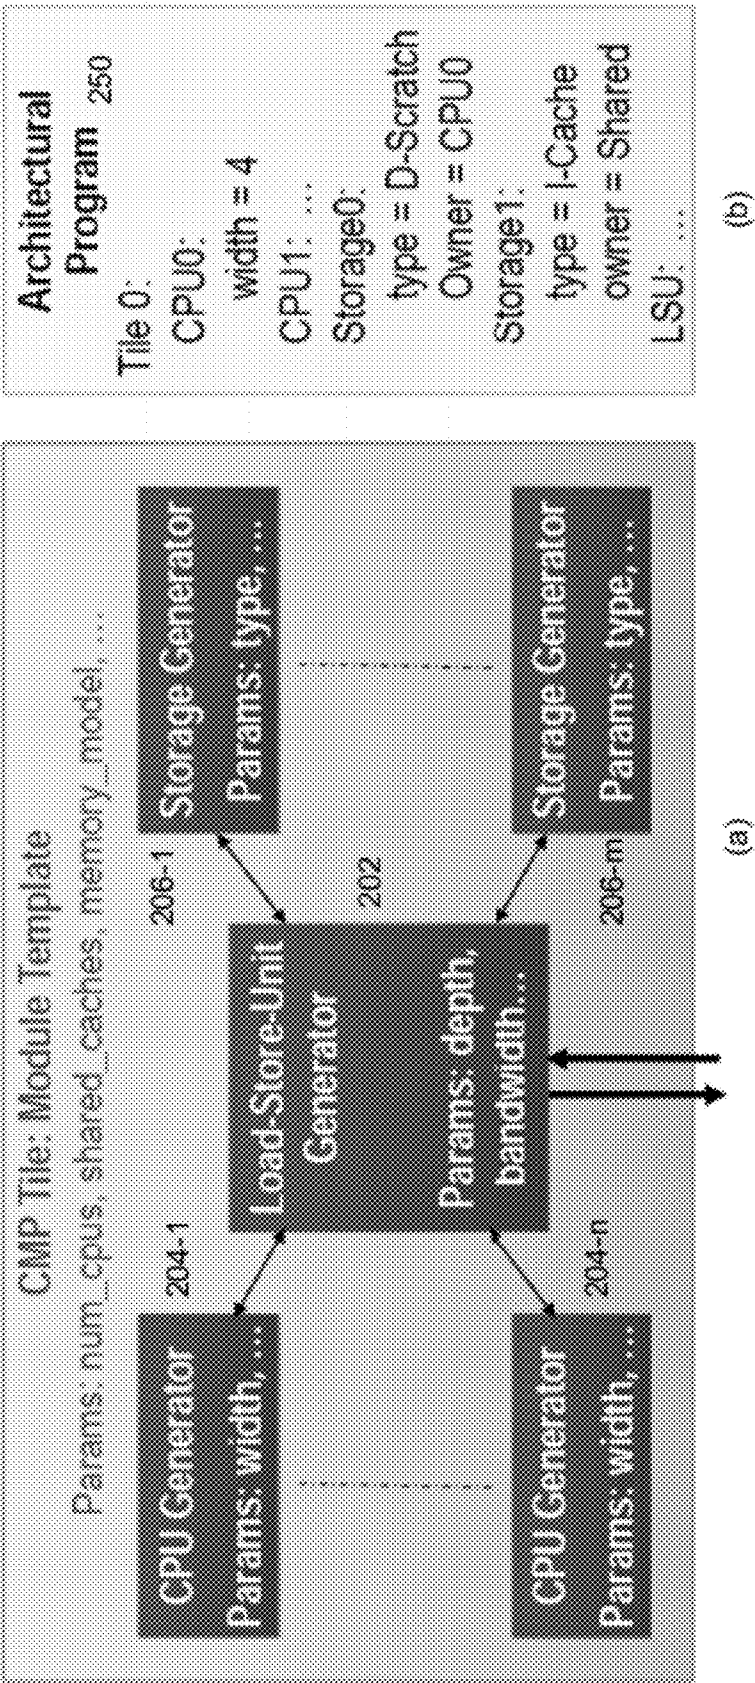 CMP Tile: Module Template
Params: num_cpus, shared_caches, memory_model, ...
CPU Generator
Params: width, ...
204-1
Load-Store-Unit
Generator
Params: depth,
bandwidth...
206-1
202
Storage Generator
Params: type, ...
CPU Generator
Params: width, ...
204-n
206-m
Storage Generator
Params: type, ...
(a)
Architectural
Program 250
Tile 0:
CPU0:
width = 4
CPU1: ...
Storage0:
type = D-Scratch
Owner = CPU0
Storage1:
type = I-Cache
owner = Shared
LSU: ...
(b)